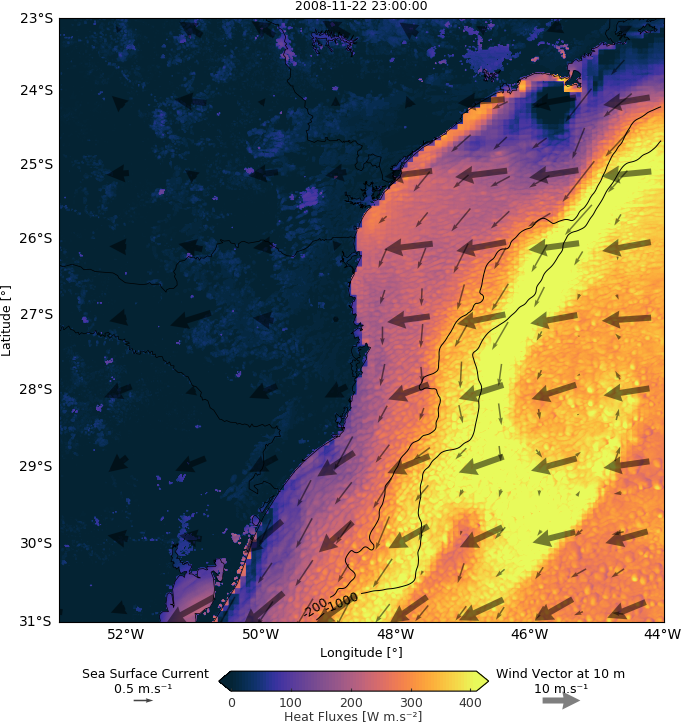 2008-11-22 23:00:00
23°S
24°S
25°S
26°S
27°S
28°S
29°S
30°S
31°S
Latitude [°]
-200
-1000
52°W 50°W 48°W 46°W 44°W
Longitude [°]
Sea Surface Current
0.5 m.s⁻¹
Wind Vector at 10 m
10 m.s⁻¹
0 100 200 300 400
Heat Fluxes [W m.s⁻²]